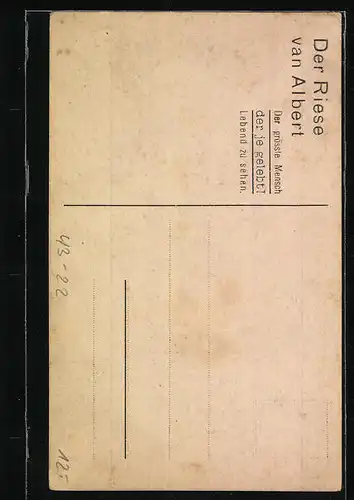 Der Riese
van Albert
Der grösste Mensch
der je gelebt!
Lebend zu sehen.
43-22
125